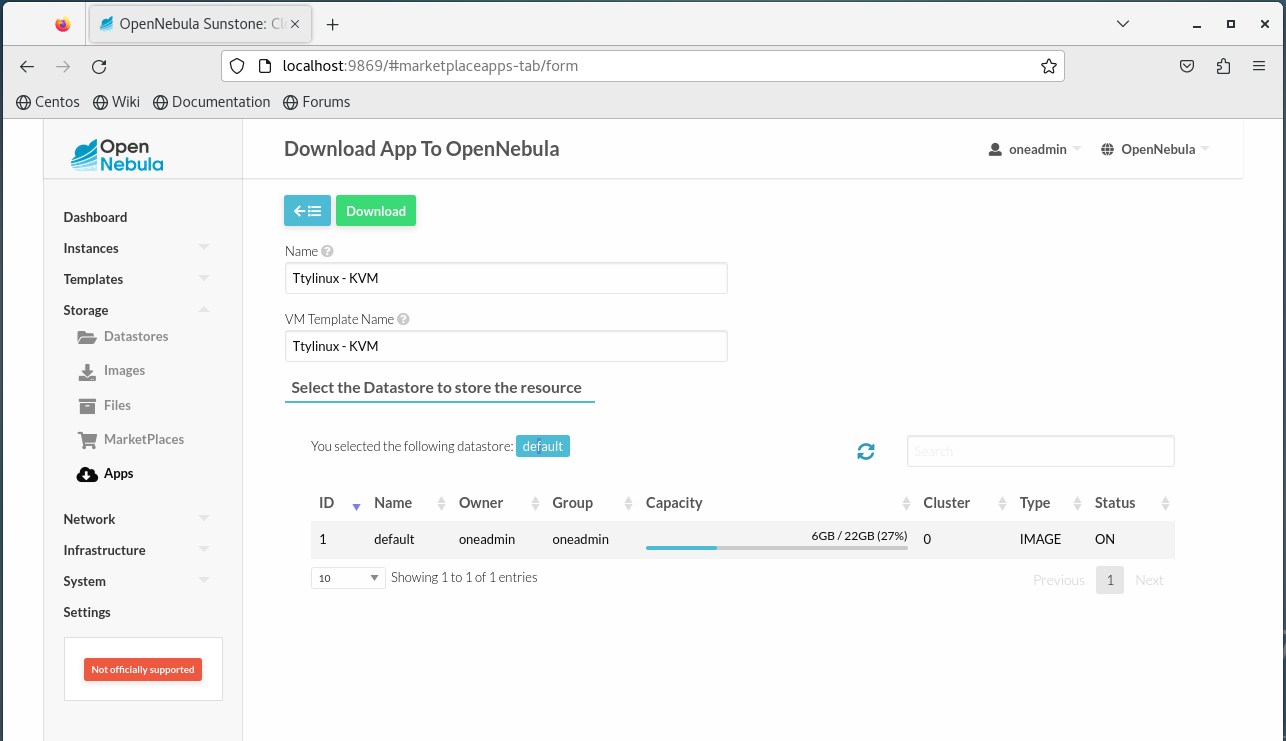 OpenNebula Sunstone: Cl
localhost:9869/#marketplaceapps-tab/form
Centos Wiki Documentation Forums
Open Nebula
Download App To OpenNebula
oneadmin OpenNebula
Dashboard
Instances
Templates
Storage
Datastores
Images
Files
MarketPlaces
Apps
Network
Infrastructure
System
Settings
Not officially supported
Download
Name
Ttylinux - KVM
VM Template Name
Ttylinux - KVM
Select the Datastore to store the resource
You selected the following datastore: default
Search
ID Name Owner Group Capacity Cluster Type Status
1 default oneadmin oneadmin 6GB / 22GB (27%) 0 IMAGE ON
10 Showing 1 to 1 of 1 entries
Previous 1 Next